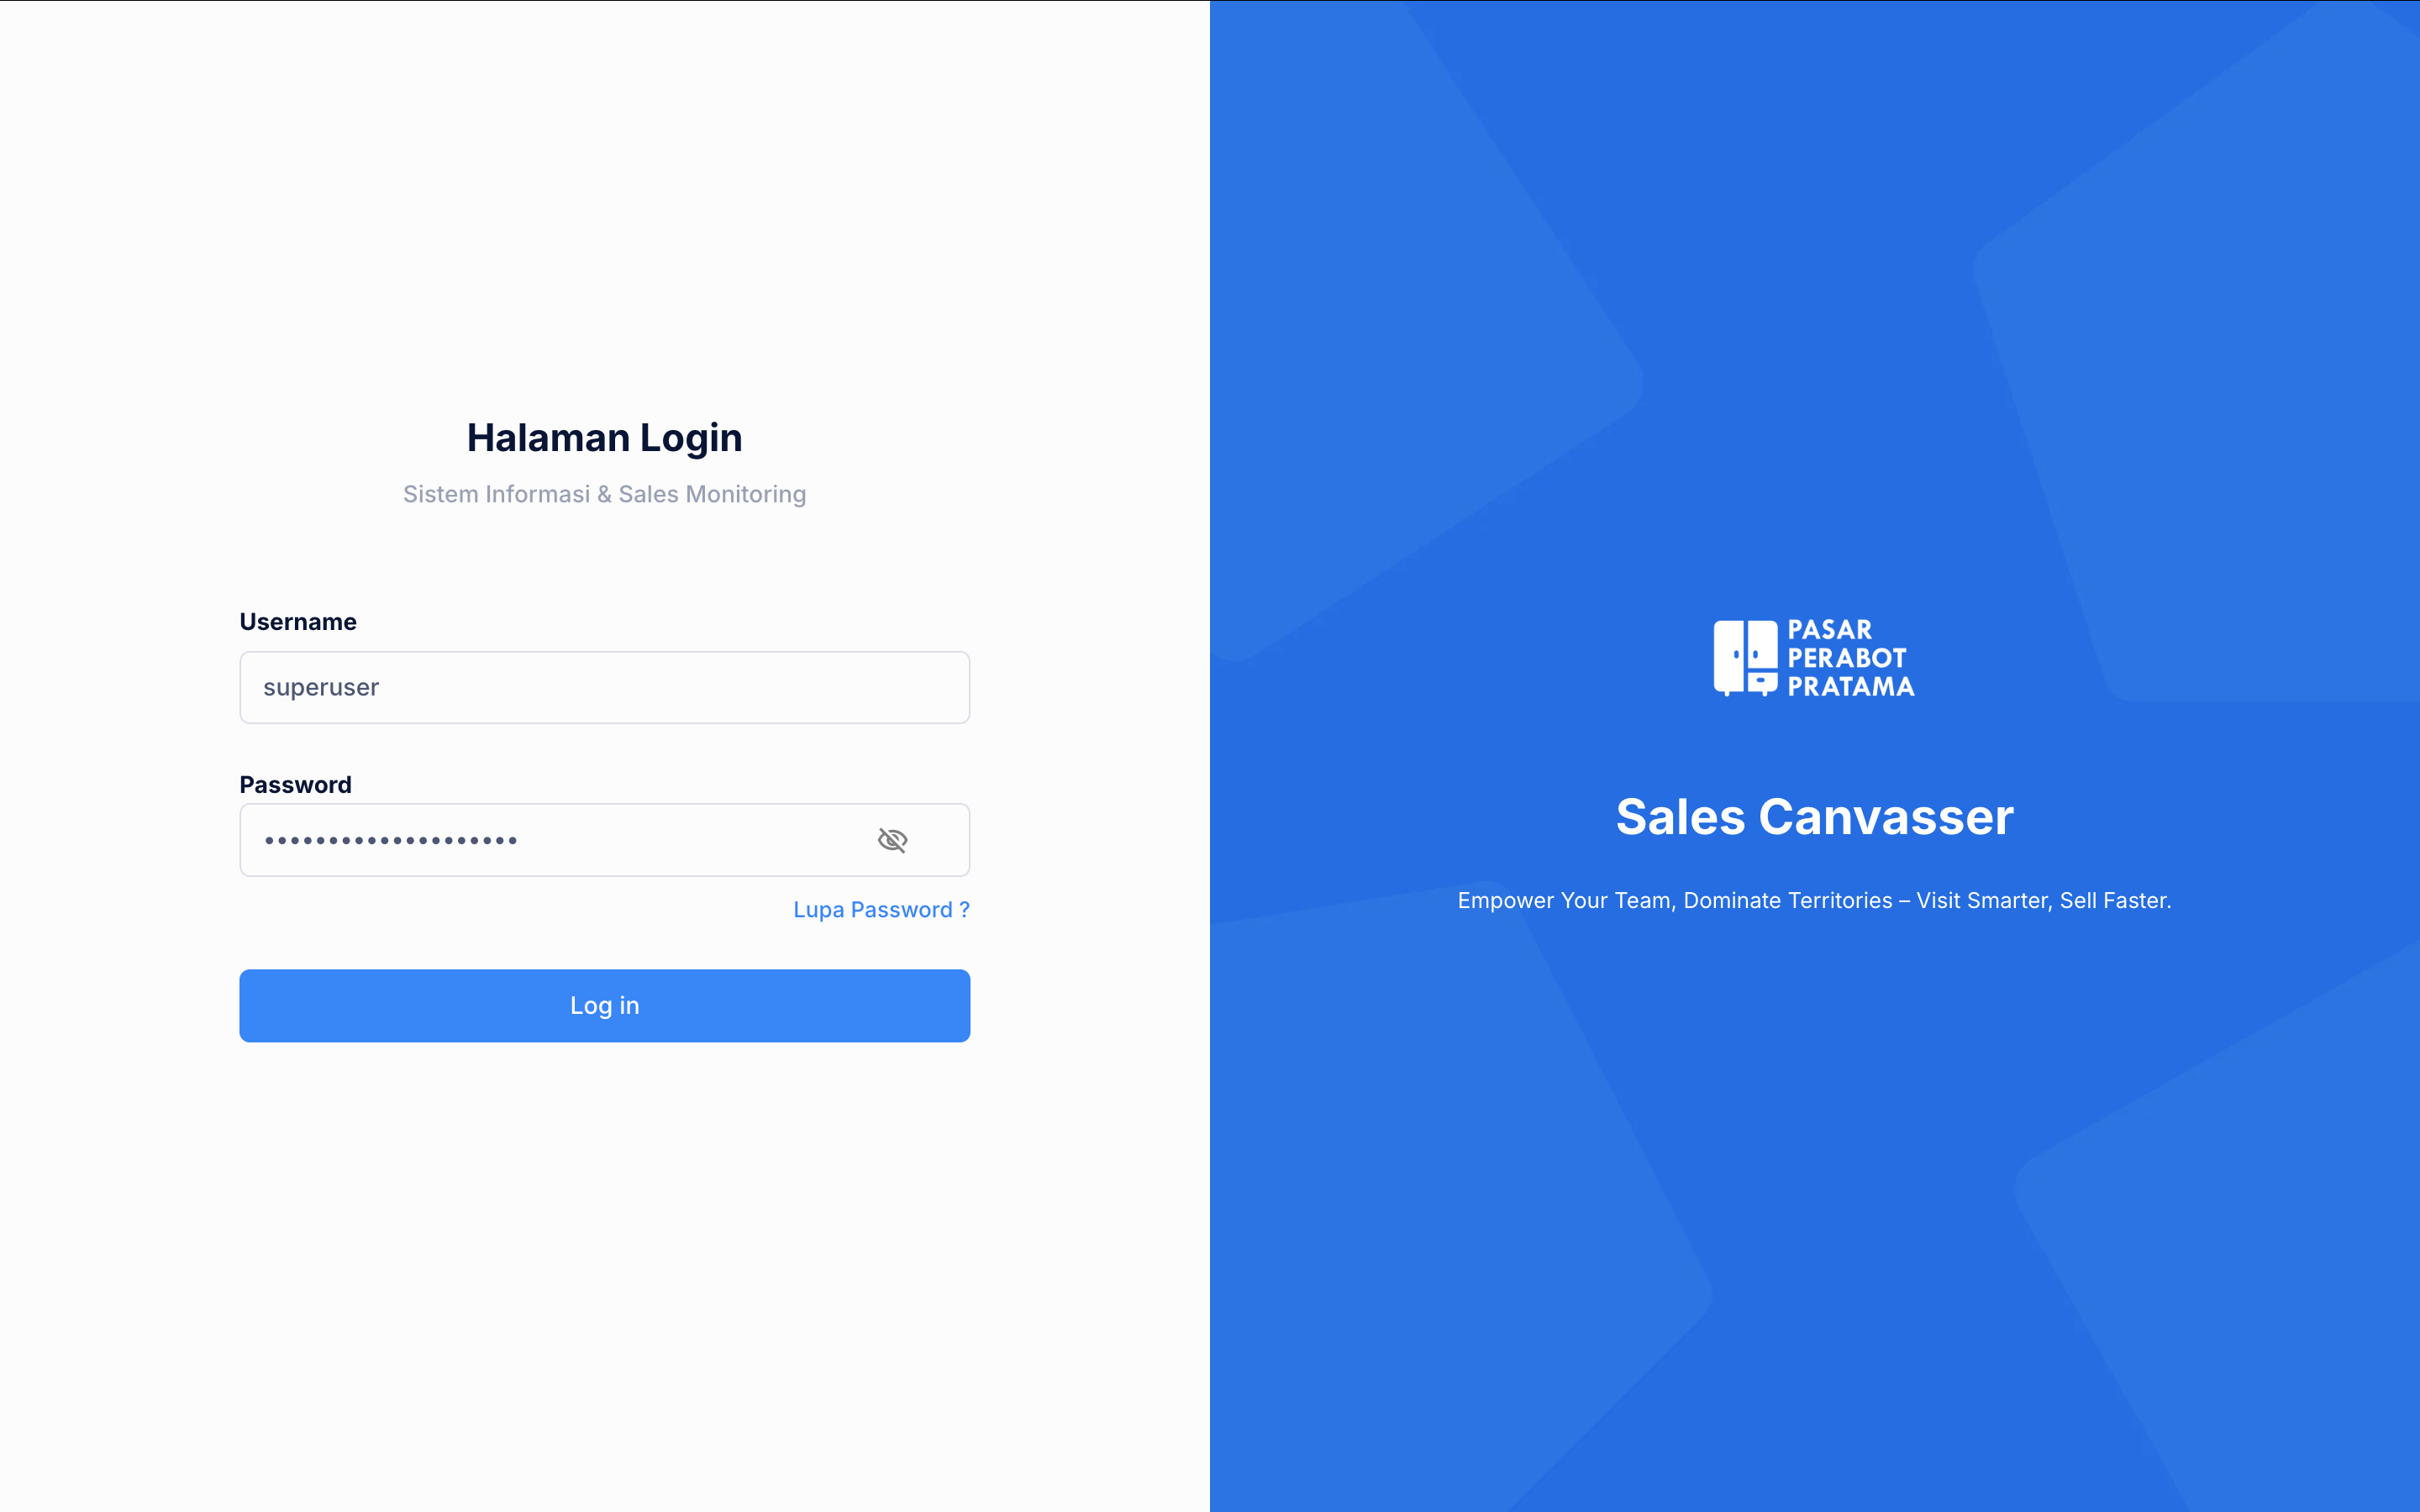 Halaman Login
Sistem Informasi & Sales Monitoring
Username
superuser
Password
••••••••••••••••••••
Lupa Password ?
Log in
PASAR
PERABOT
PRATAMA
Sales Canvasser
Empower Your Team, Dominate Territories – Visit Smarter, Sell Faster.